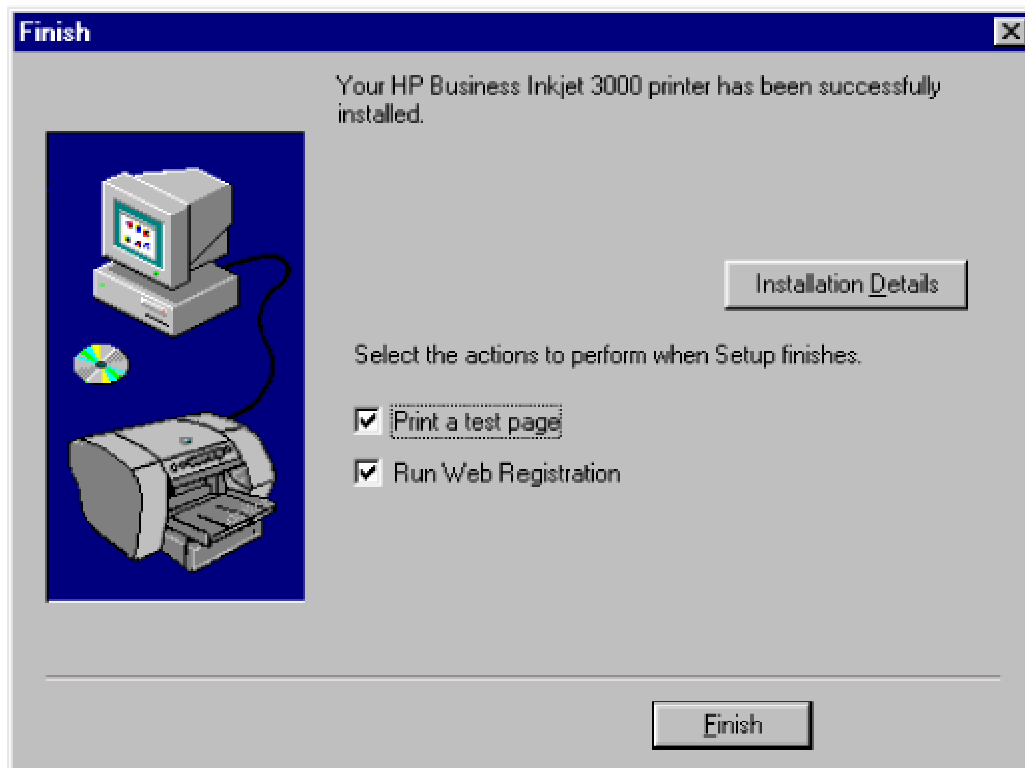 Finish
Your HP Business Inkjet 3000 printer has been successfully
installed.
Installation Details
Select the actions to perform when Setup finishes.
Print a test page
Run Web Registration
Finish